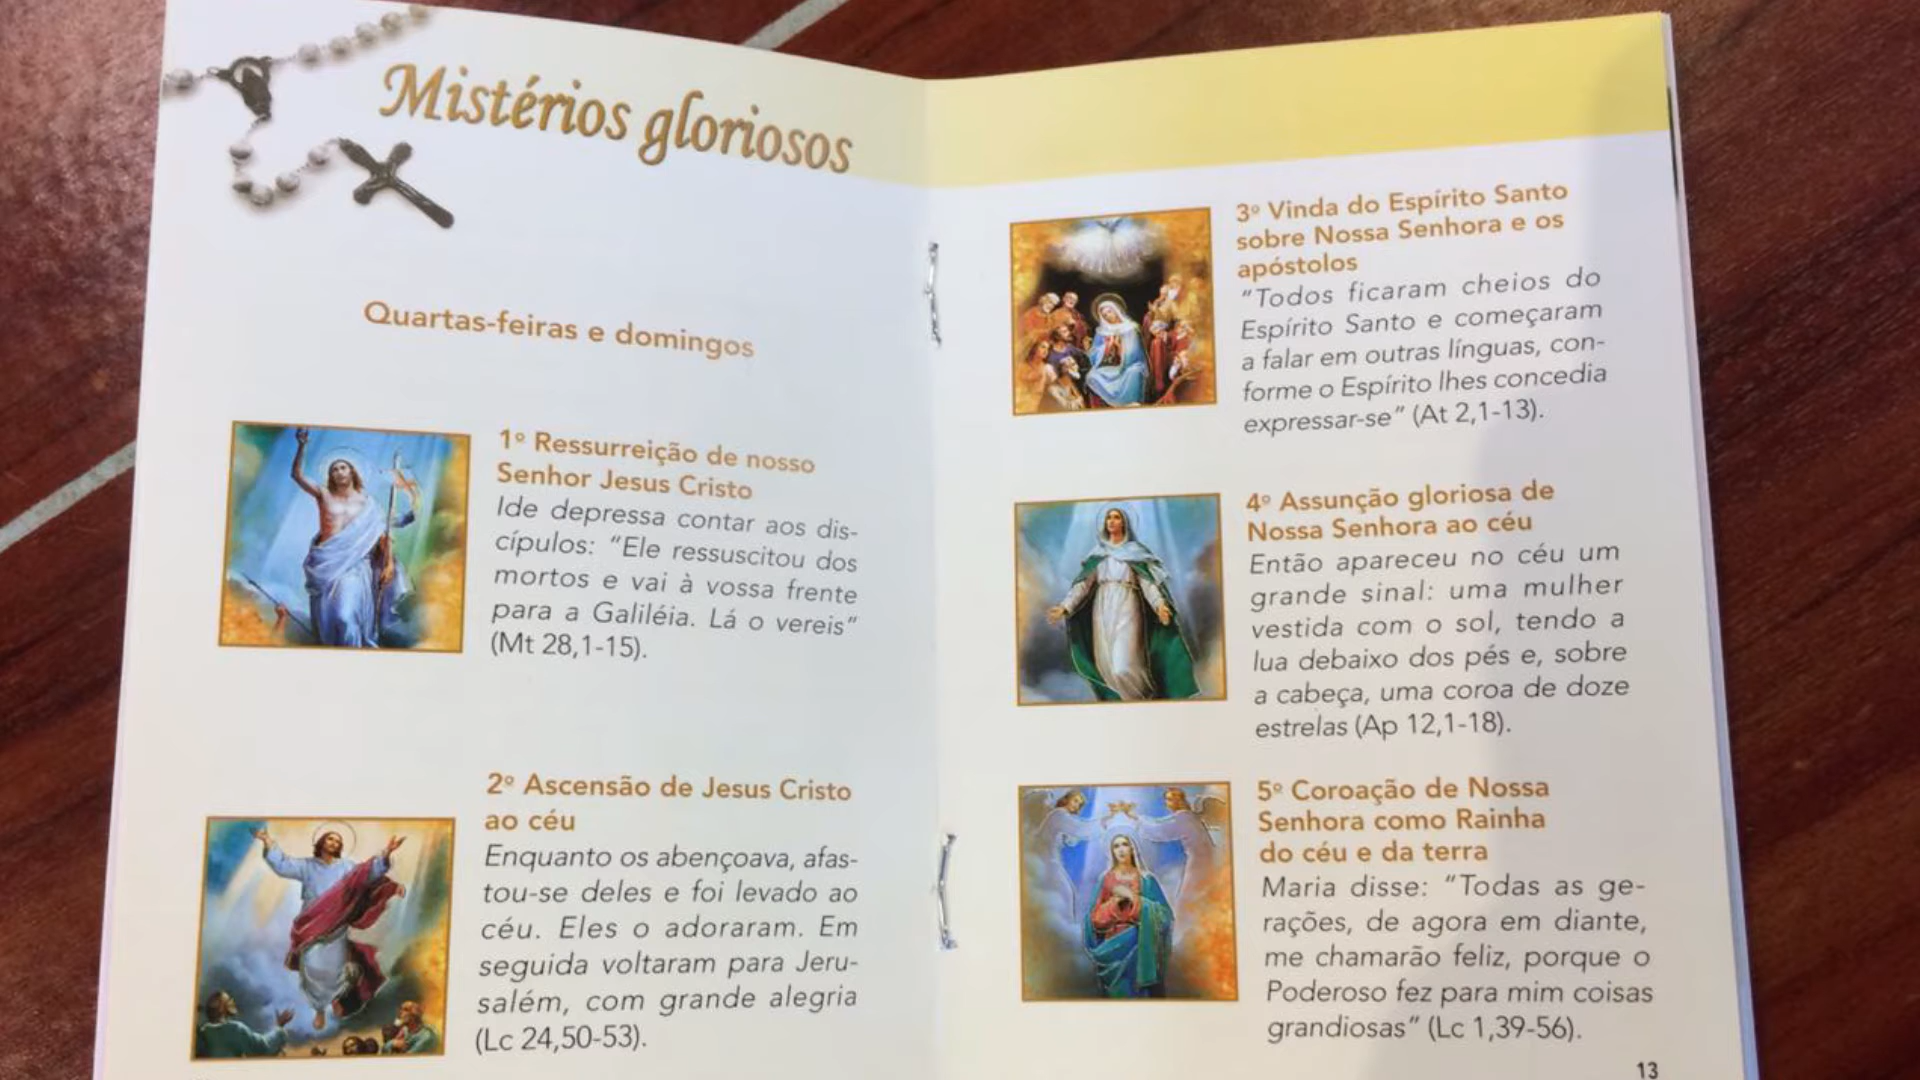 Mistérios gloriosos
Quartas-feiras e domingos
1º Ressurreição de nosso
Senhor Jesus Cristo
Ide depressa contar aos dis-
cípulos: “Ele ressuscitou dos
mortos e vai à vossa frente
para a Galiléia. Lá o vereis”
(Mt 28,1-15).
2º Ascensão de Jesus Cristo
ao céu
Enquanto os abençoava, afas-
tou-se deles e foi levado ao
céu. Eles o adoraram. Em
seguida voltaram para Jeru-
salém, com grande alegria
(Lc 24,50-53).
3º Vinda do Espírito Santo
sobre Nossa Senhora e os
apóstolos
“Todos ficaram cheios do
Espírito Santo e começaram
a falar em outras línguas, con-
forme o Espírito lhes concedia
expressar-se” (At 2,1-13).
4º Assunção gloriosa de
Nossa Senhora ao céu
Então apareceu no céu um
grande sinal: uma mulher
vestida com o sol, tendo a
lua debaixo dos pés e, sobre
a cabeça, uma coroa de doze
estrelas (Ap 12,1-18).
5º Coroação de Nossa
Senhora como Rainha
do céu e da terra
Maria disse: “Todas as ge-
rações, de agora em diante,
me chamarão feliz, porque o
Poderoso fez para mim coisas
grandiosas” (Lc 1,39-56).
13